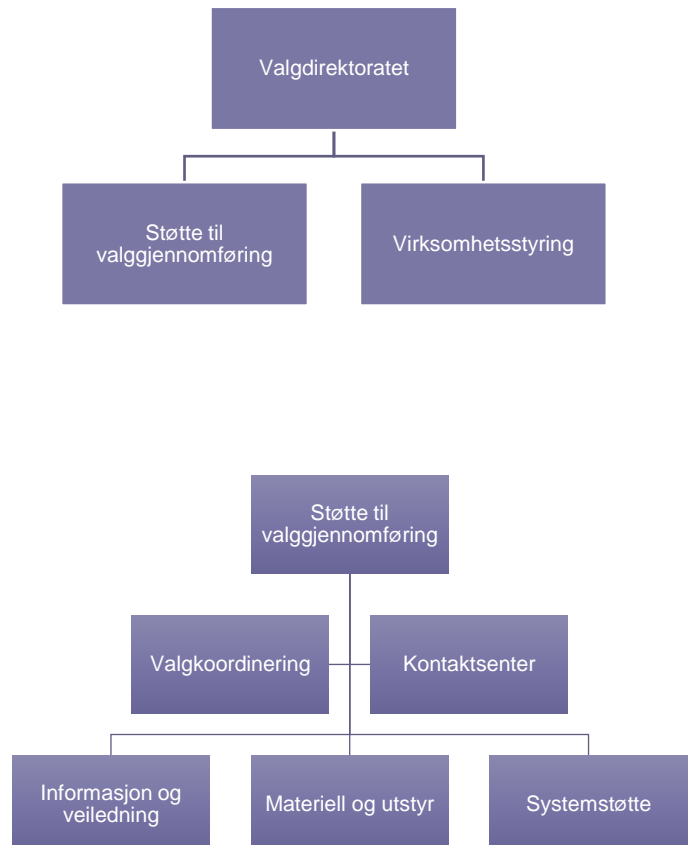 Valgdirektoratet
Støtte til
valggjennomføring
Virksomhetsstyring
Støtte til
valggjennomføring
Valgkoordinering
Kontaktsenter
Informasjon og
veiledning
Materiell og utstyr
Systemstøtte